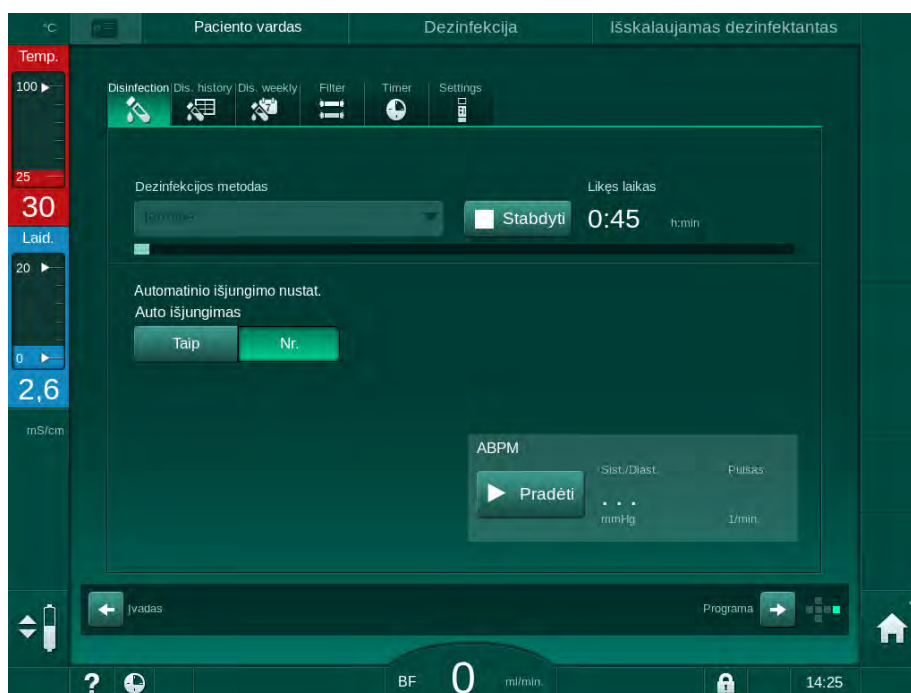 °C
Paciento vardas
Dezinfekcija
Išskalaujamas dezinfektantas
Temp.
100
25
30
Laid.
20
0
2,6
mS/cm
Disinfection
Dis. history
Dis. weekly
7
Filter
Timer
Settings
Dezinfekcijos metodas
Stabdyti
Likęs laikas
0:45
h:min
Automatinio išjungimo nustat.
Auto išjungimas
Taip
Nr.
ABPM
Pradėti
Sist./Diast.
Pulsas
. . .
mmHg
1/min.
Įvadas
Programa
?
BF
0
ml/min.
14:25